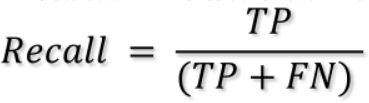 Recall = TP / (TP + FN)